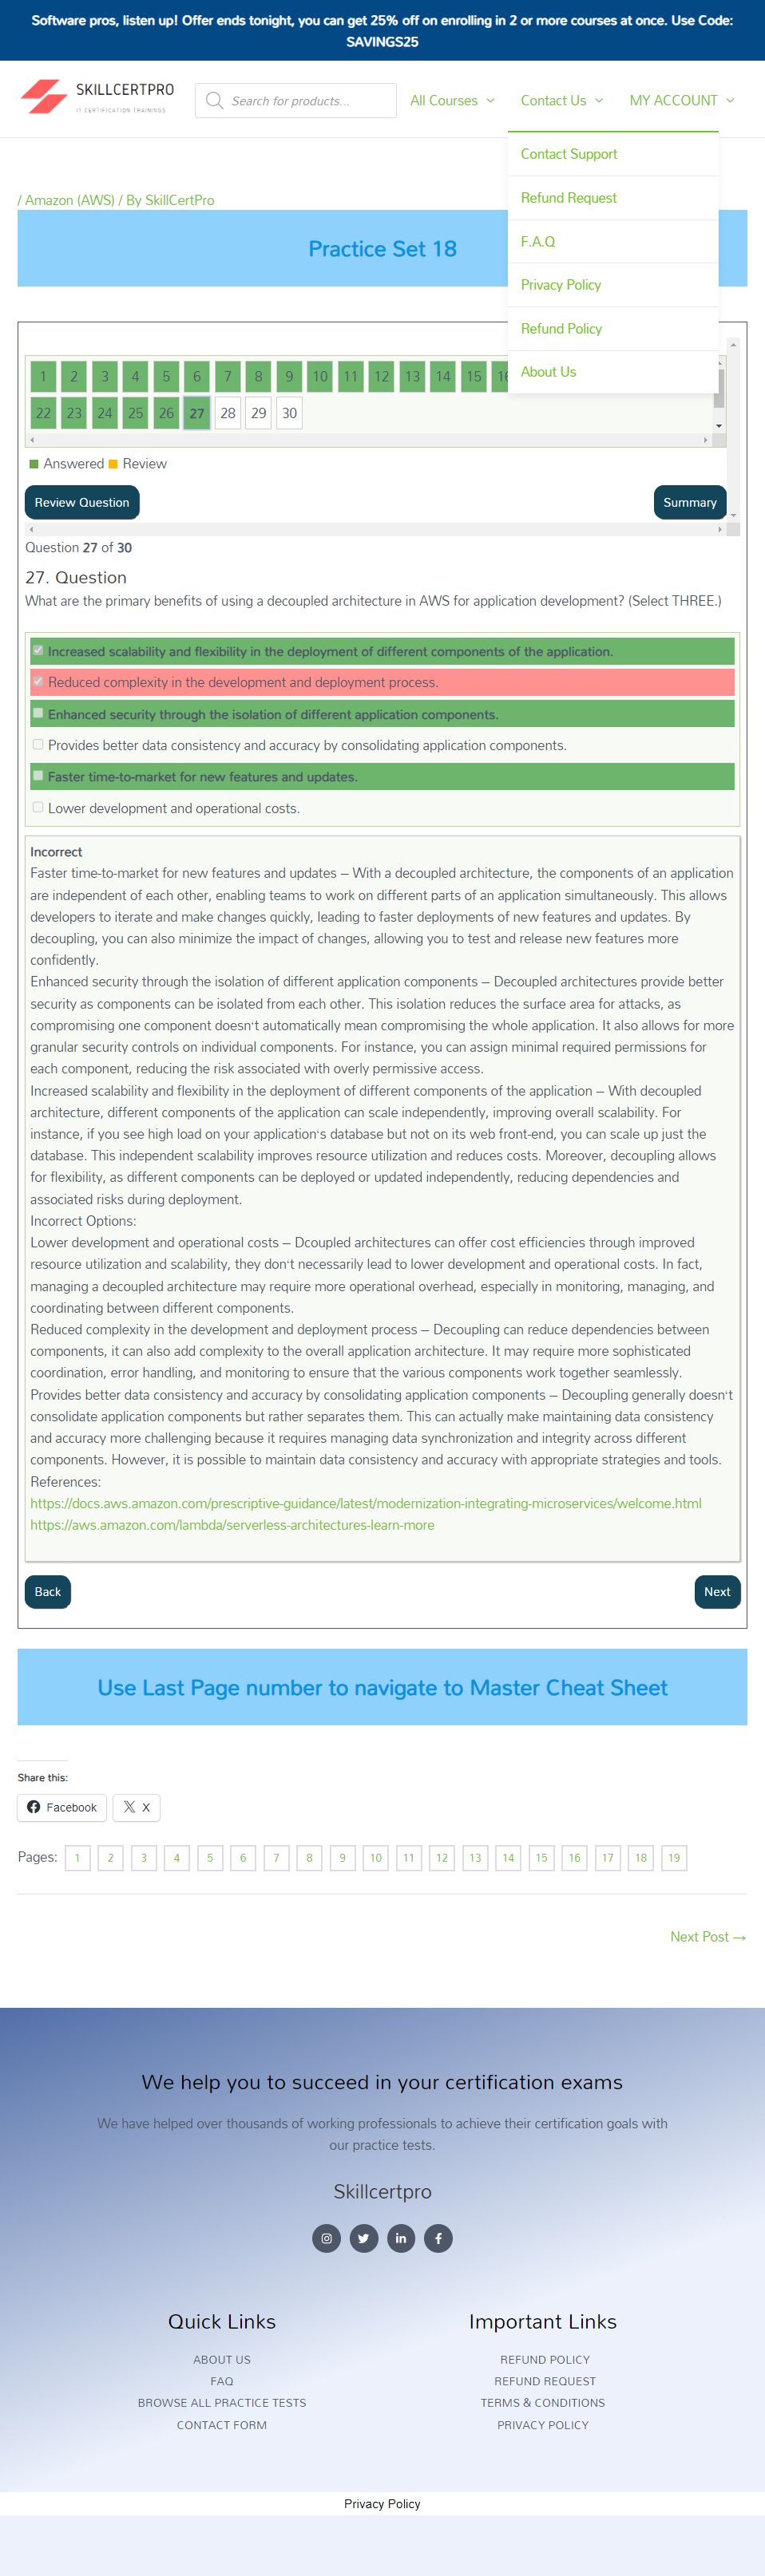 Software pros, listen up! Offer ends tonight, you can get 25% off on enrolling in 2 or more courses at once. Use Code:
SAVINGS25
SKILLCERTPRO
IT CERTIFICATION TRAININGS
Search for products...
All Courses
Contact Us
MY ACCOUNT
Contact Support
Refund Request
F.A.Q
Privacy Policy
Refund Policy
About Us
/ Amazon (AWS) / By SkillCertPro
Practice Set 18
1 2 3 4 5 6 7 8 9 10 11 12 13 14 15
22 23 24 25 26 27 28 29 30
Answered Review
Review Question
Summary
Question 27 of 30
27. Question
What are the primary benefits of using a decoupled architecture in AWS for application development? (Select THREE.)
Increased scalability and flexibility in the deployment of different components of the application.
Reduced complexity in the development and deployment process.
Enhanced security through the isolation of different application components.
Provides better data consistency and accuracy by consolidating application components.
Faster time-to-market for new features and updates.
Lower development and operational costs.
Incorrect
Faster time-to-market for new features and updates – With a decoupled architecture, the components of an application
are independent of each other, enabling teams to work on different parts of an application simultaneously. This allows
developers to iterate and make changes quickly, leading to faster deployments of new features and updates. By
decoupling, you can also minimize the impact of changes, allowing you to test and release new features more
confidently.
Enhanced security through the isolation of different application components – Decoupled architectures provide better
security as components can be isolated from each other. This isolation reduces the surface area for attacks, as
compromising one component doesn't automatically mean compromising the whole application. It also allows for more
granular security controls on individual components. For instance, you can assign minimal required permissions for
each component, reducing the risk associated with overly permissive access.
Increased scalability and flexibility in the deployment of different components of the application – With decoupled
architecture, different components of the application can scale independently, improving overall scalability. For
instance, if you see high load on your application's database but not on its web front-end, you can scale up just the
database. This independent scalability improves resource utilization and reduces costs. Moreover, decoupling allows
for flexibility, as different components can be deployed or updated independently, reducing dependencies and
associated risks during deployment.
Incorrect Options:
Lower development and operational costs – Dcoupled architectures can offer cost efficiencies through improved
resource utilization and scalability, they don't necessarily lead to lower development and operational costs. In fact,
managing a decoupled architecture may require more operational overhead, especially in monitoring, managing, and
coordinating between different components.
Reduced complexity in the development and deployment process – Decoupling can reduce dependencies between
components, it can also add complexity to the overall application architecture. It may require more sophisticated
coordination, error handling, and monitoring to ensure that the various components work together seamlessly.
Provides better data consistency and accuracy by consolidating application components – Decoupling generally doesn't
consolidate application components but rather separates them. This can actually make maintaining data consistency
and accuracy more challenging because it requires managing data synchronization and integrity across different
components. However, it is possible to maintain data consistency and accuracy with appropriate strategies and tools.
References:
https://docs.aws.amazon.com/prescriptive-guidance/latest/modernization-integrating-microservices/welcome.html
https://aws.amazon.com/lambda/serverless-architectures-learn-more
Back
Next
Use Last Page number to navigate to Master Cheat Sheet
Share this:
Facebook
X
Pages: 1 2 3 4 5 6 7 8 9 10 11 12 13 14 15 16 17 18 19
Next Post →
We help you to succeed in your certification exams
We have helped over thousands of working professionals to achieve their certification goals with
our practice tests.
Skillcertpro
Quick Links
ABOUT US
FAQ
BROWSE ALL PRACTICE TESTS
CONTACT FORM
Important Links
REFUND POLICY
REFUND REQUEST
TERMS & CONDITIONS
PRIVACY POLICY
Privacy Policy